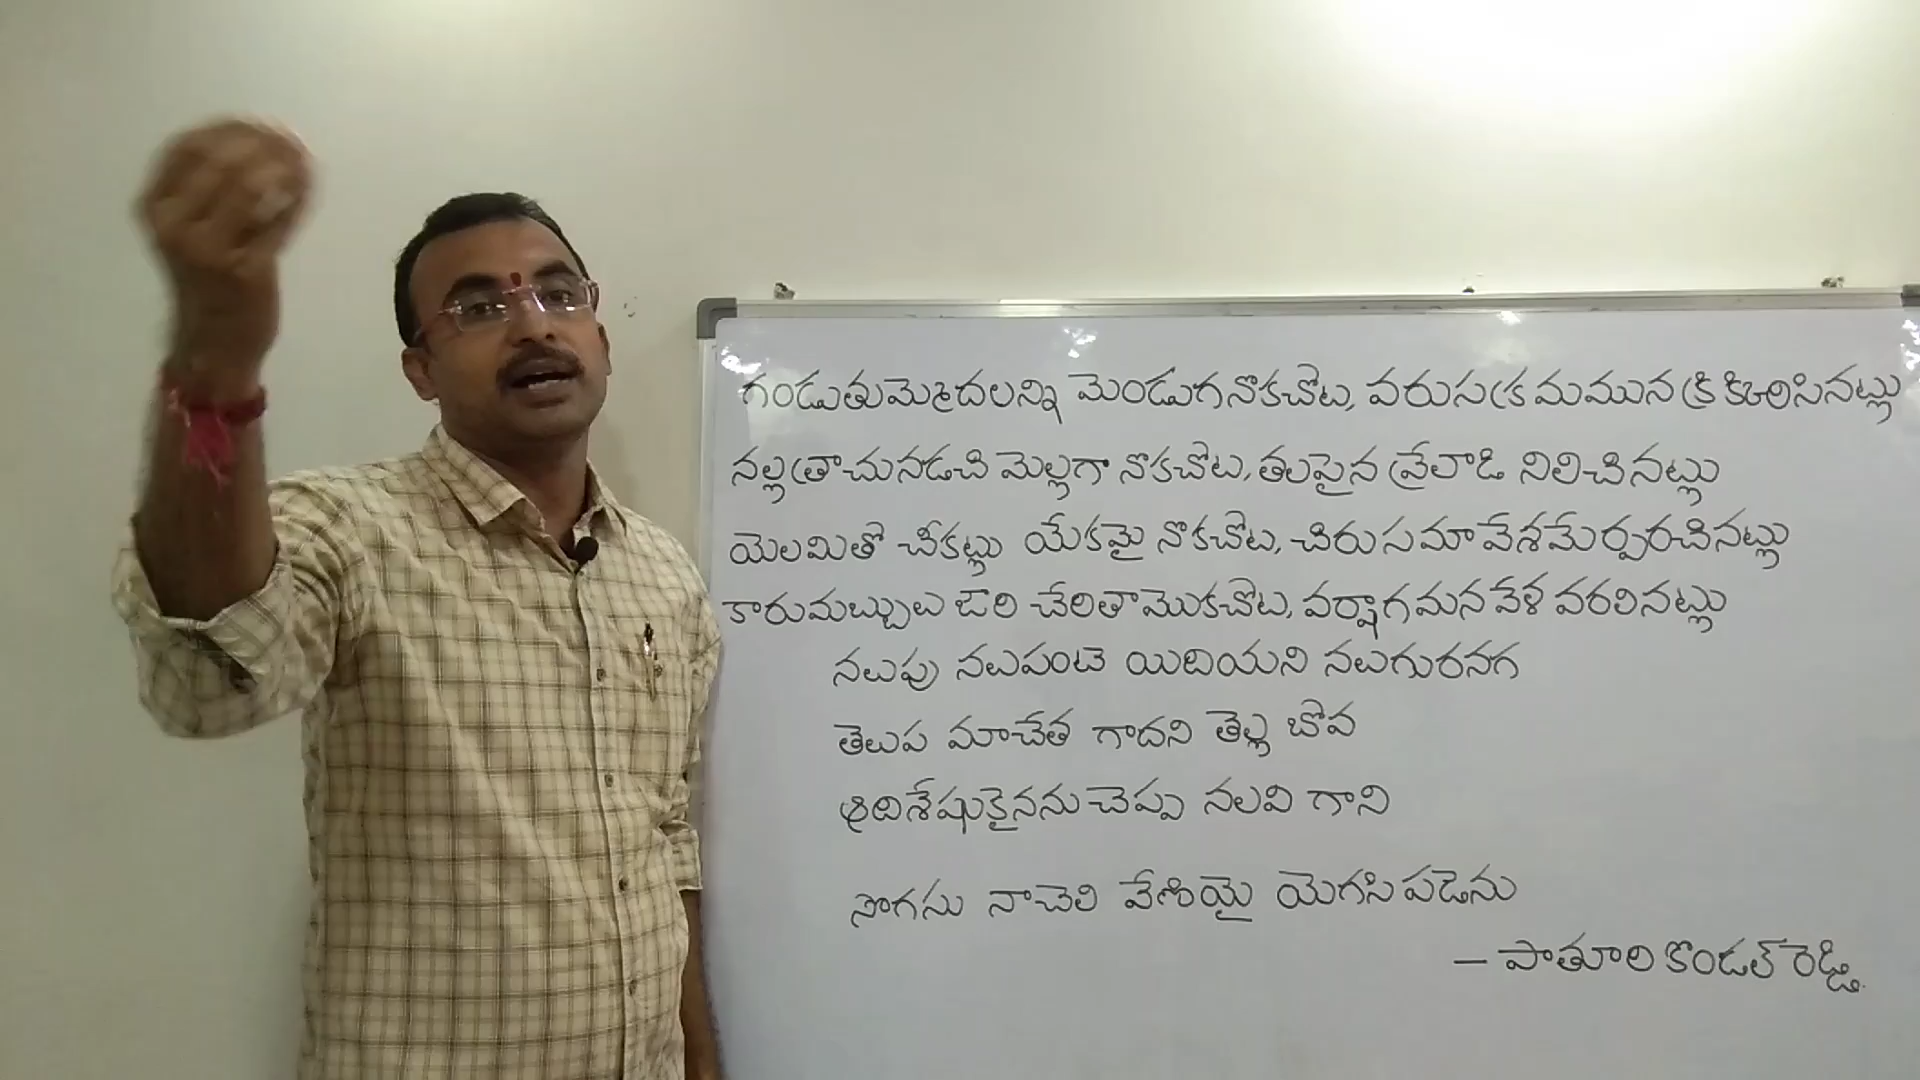 గండుతుమ్మెదలన్ని మెండుగనొకచోట, వరుసక్రమమున క్రిక్కిరిసినట్లు
నల్లత్రాచునడచి మెల్లగా నొకచోట, తలపైన వ్రేలాడి నిలిచినట్లు
యెలమితో చీకట్లు యేకమై నొకచోట, చిరుసమావేశమేర్పరచినట్లు
కారుమబ్బులు బారి చేరితామొకచోట, వర్షాగమనవేళ వరలినట్లు
నలుపు నలుపంటె యిదియని నలుగురనగ
తెలుప మాచేత గాదని తెల్ల బోవ
ఆదిశేషుకైనను చెప్ప నలవి గాని
సొగసు నాచెలి వేణియై యెగసిపడెను
– పాతూరి కొండల్ రెడ్డి.